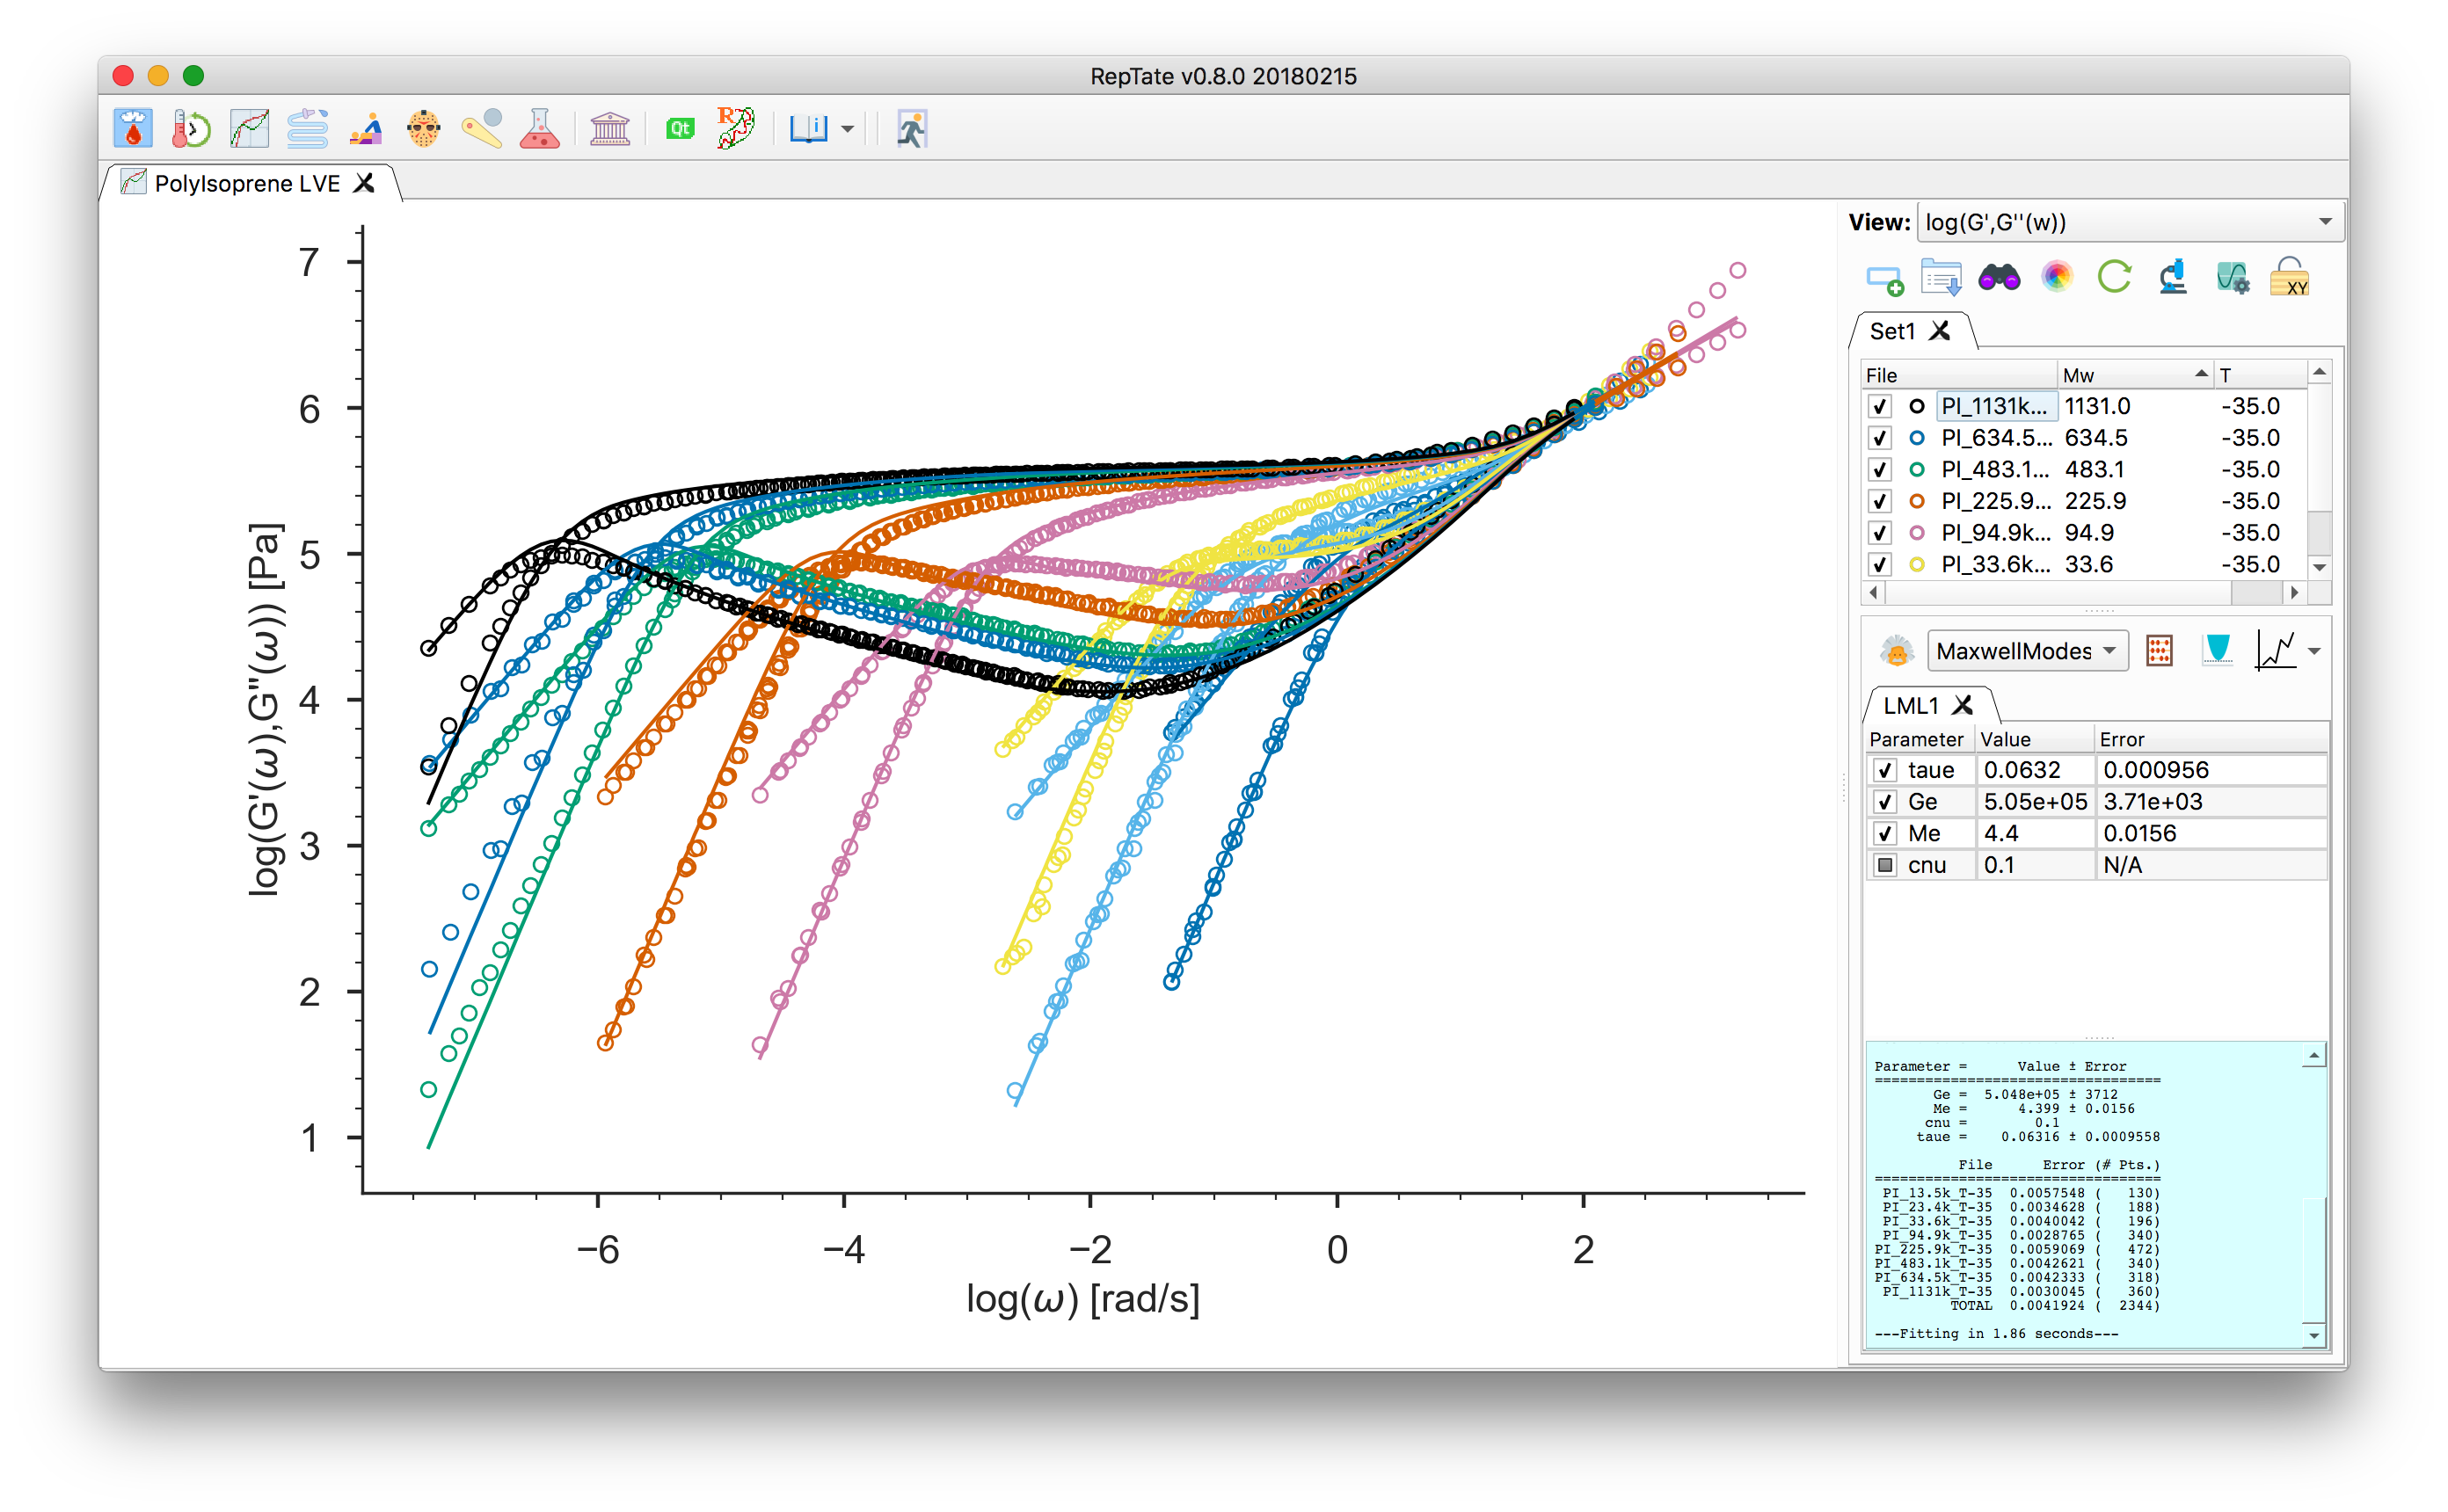 RepTate v0.8.0 20180215
Qt
R
i
PolyIsoprene LVE
View: log(G',G''(w))
XY
Set1
File Mw T
PI_1131k... 1131.0 -35.0
PI_634.5... 634.5 -35.0
PI_483.1... 483.1 -35.0
PI_225.9... 225.9 -35.0
PI_94.9k... 94.9 -35.0
PI_33.6k... 33.6 -35.0
MaxwellModes
LML1
Parameter Value Error
taue 0.0632 0.000956
Ge 5.05e+05 3.71e+03
Me 4.4 0.0156
cnu 0.1 N/A
Parameter = Value ± Error
==================================
Ge = 5.048e+05 ± 3712
Me = 4.399 ± 0.0156
cnu = 0.1
taue = 0.06316 ± 0.0009558
File Error (# Pts.)
==================================
PI_13.5k_T-35 0.0057548 ( 130)
PI_23.4k_T-35 0.0034628 ( 188)
PI_33.6k_T-35 0.0040042 ( 196)
PI_94.9k_T-35 0.0028765 ( 340)
PI_225.9k_T-35 0.0059069 ( 472)
PI_483.1k_T-35 0.0042621 ( 340)
PI_634.5k_T-35 0.0042333 ( 318)
PI_1131k_T-35 0.0030045 ( 360)
TOTAL 0.0041924 ( 2344)
---Fitting in 1.86 seconds---
log(G'(ω),G"(ω)) [Pa]
7
6
5
4
3
2
1
−6 −4 −2 0 2
log(ω) [rad/s]